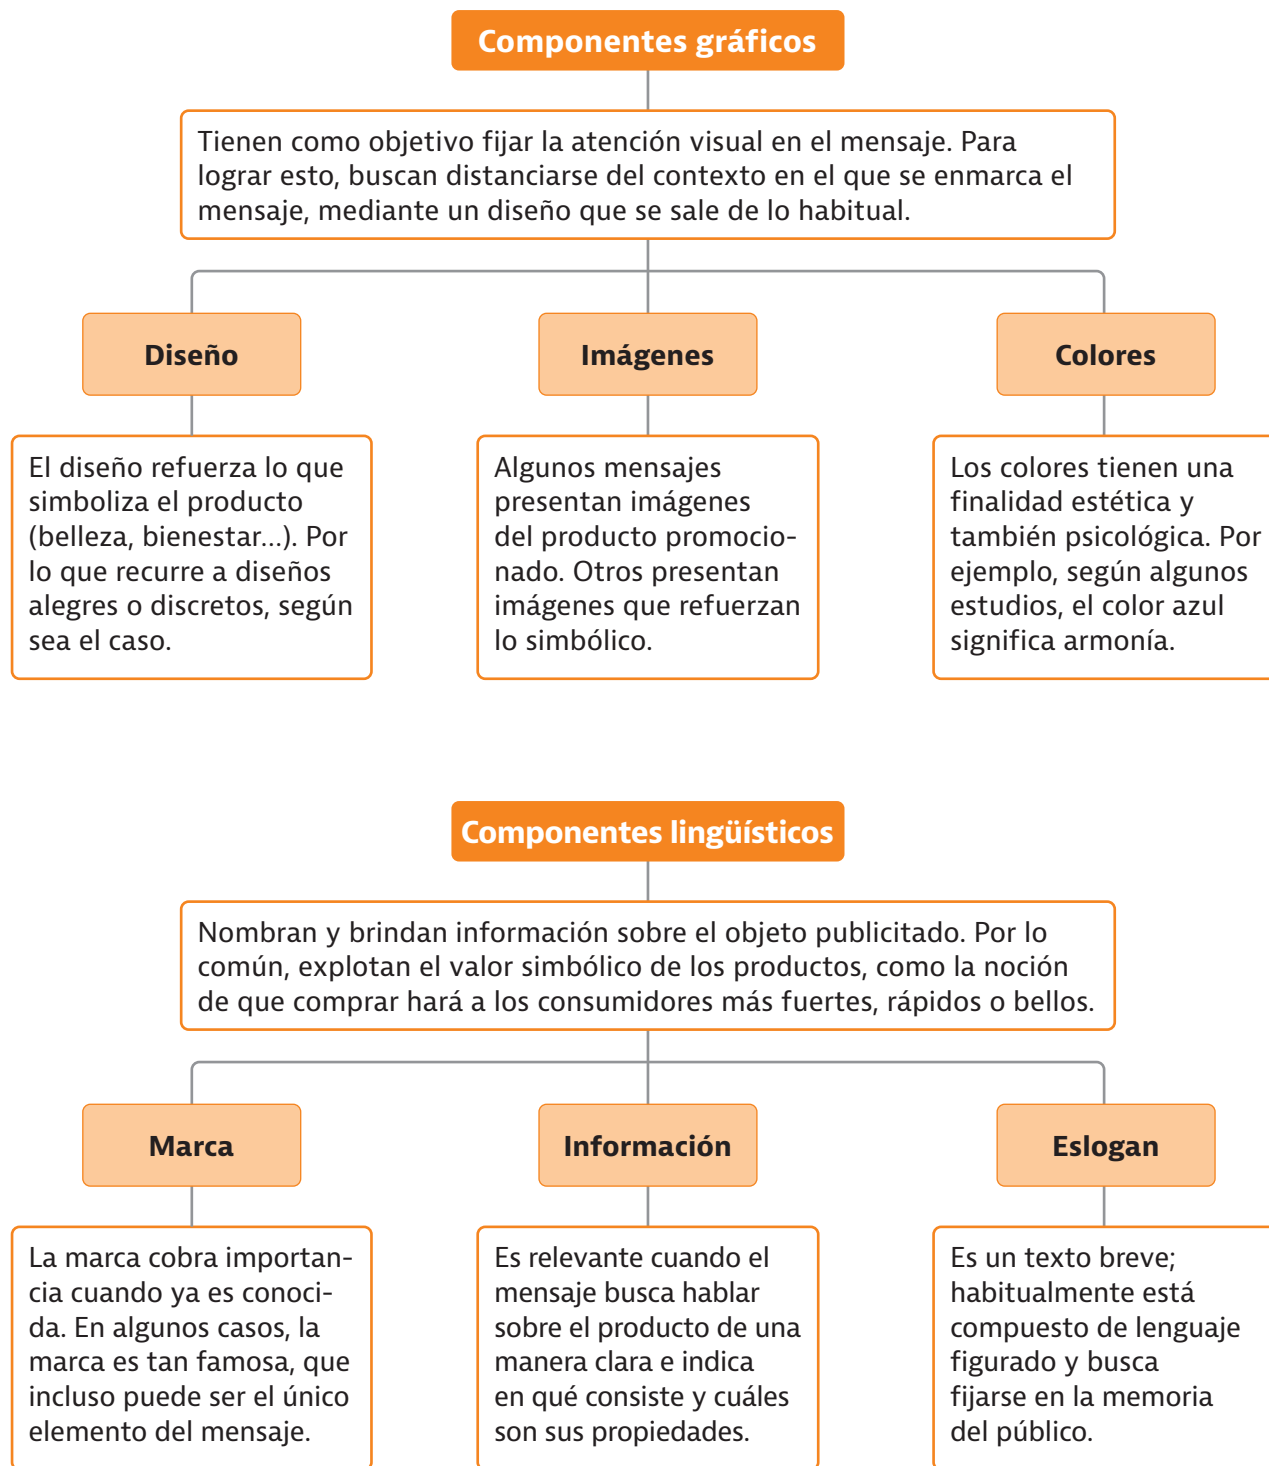 Componentes gráficos
Tienen como objetivo fijar la atención visual en el mensaje. Para
lograr esto, buscan distanciarse del contexto en el que se enmarca el
mensaje, mediante un diseño que se sale de lo habitual.
Diseño
Imágenes
Colores
El diseño refuerza lo que
simboliza el producto
(belleza, bienestar...). Por
lo que recurre a diseños
alegres o discretos, según
sea el caso.
Algunos mensajes
presentan imágenes
del producto promocio-
nado. Otros presentan
imágenes que refuerzan
lo simbólico.
Los colores tienen una
finalidad estética y
también psicológica. Por
ejemplo, según algunos
estudios, el color azul
significa armonía.
Componentes lingüísticos
Nombran y brindan información sobre el objeto publicitado. Por lo
común, explotan el valor simbólico de los productos, como la noción
de que comprar hará a los consumidores más fuertes, rápidos o bellos.
Marca
Información
Eslogan
La marca cobra importan-
cia cuando ya es conoci-
da. En algunos casos, la
marca es tan famosa, que
incluso puede ser el único
elemento del mensaje.
Es relevante cuando el
mensaje busca hablar
sobre el producto de una
manera clara e indica
en qué consiste y cuáles
son sus propiedades.
Es un texto breve;
habitualmente está
compuesto de lenguaje
figurado y busca
fijarse en la memoria
del público.